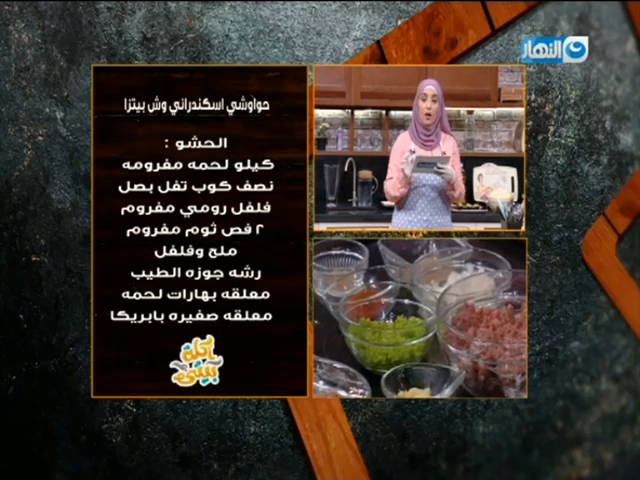 النهار
حواوشي اسكندراني وش بيتزا
الحشو :
كيلو لحمه مفرومه
نصف كوب تفل بصل
فلفل رومي مفروم
٢ فص ثوم مفروم
ملح وفلفل
رشه جوزه الطيب
معلقه بهارات لحمه
معلقه صغيره بابريكا
أكلة
بيتي